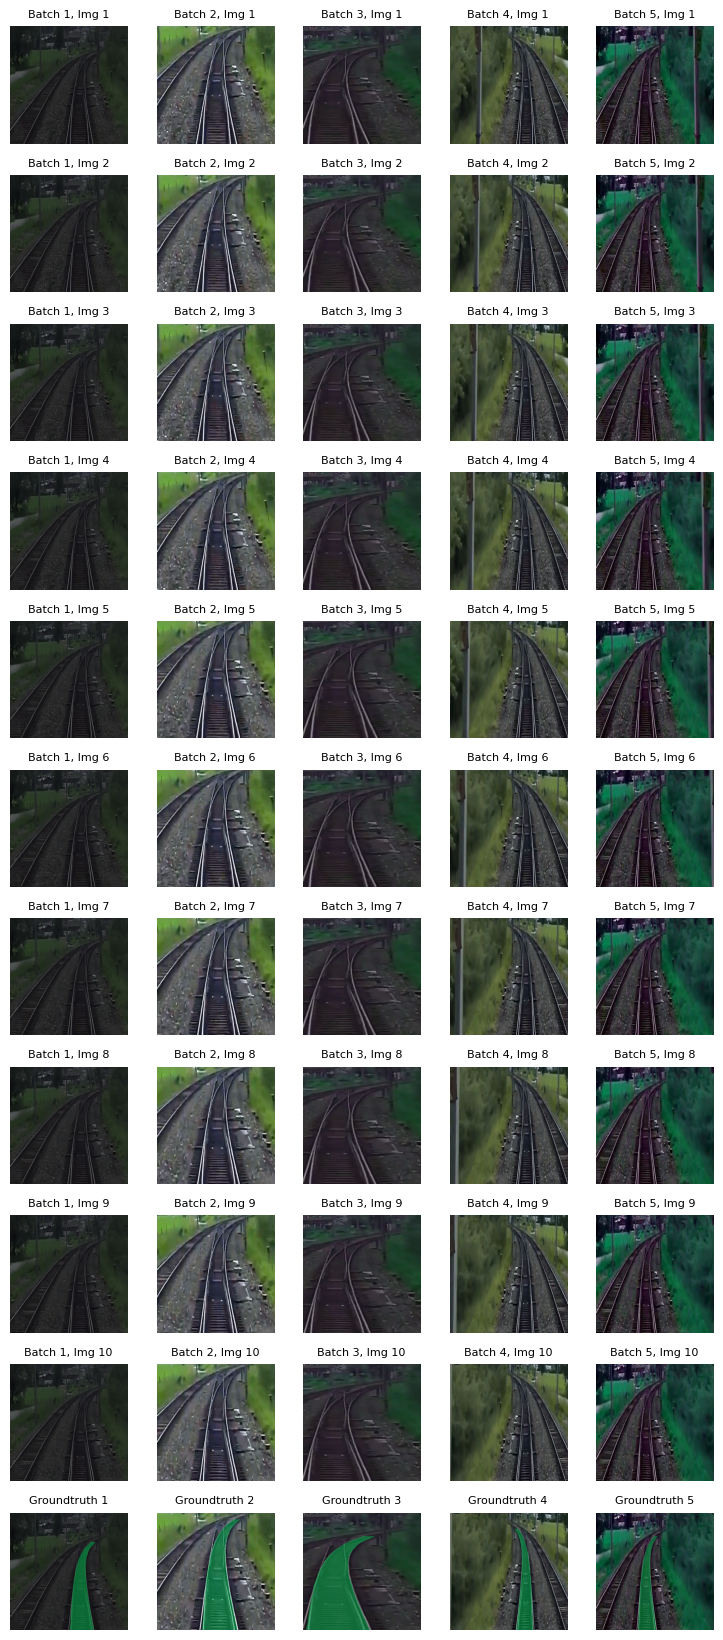 Batch 1, Img 1
Batch 2, Img 1
Batch 3, Img 1
Batch 4, Img 1
Batch 5, Img 1
Batch 1, Img 2
Batch 2, Img 2
Batch 3, Img 2
Batch 4, Img 2
Batch 5, Img 2
Batch 1, Img 3
Batch 2, Img 3
Batch 3, Img 3
Batch 4, Img 3
Batch 5, Img 3
Batch 1, Img 4
Batch 2, Img 4
Batch 3, Img 4
Batch 4, Img 4
Batch 5, Img 4
Batch 1, Img 5
Batch 2, Img 5
Batch 3, Img 5
Batch 4, Img 5
Batch 5, Img 5
Batch 1, Img 6
Batch 2, Img 6
Batch 3, Img 6
Batch 4, Img 6
Batch 5, Img 6
Batch 1, Img 7
Batch 2, Img 7
Batch 3, Img 7
Batch 4, Img 7
Batch 5, Img 7
Batch 1, Img 8
Batch 2, Img 8
Batch 3, Img 8
Batch 4, Img 8
Batch 5, Img 8
Batch 1, Img 9
Batch 2, Img 9
Batch 3, Img 9
Batch 4, Img 9
Batch 5, Img 9
Batch 1, Img 10
Batch 2, Img 10
Batch 3, Img 10
Batch 4, Img 10
Batch 5, Img 10
Groundtruth 1
Groundtruth 2
Groundtruth 3
Groundtruth 4
Groundtruth 5